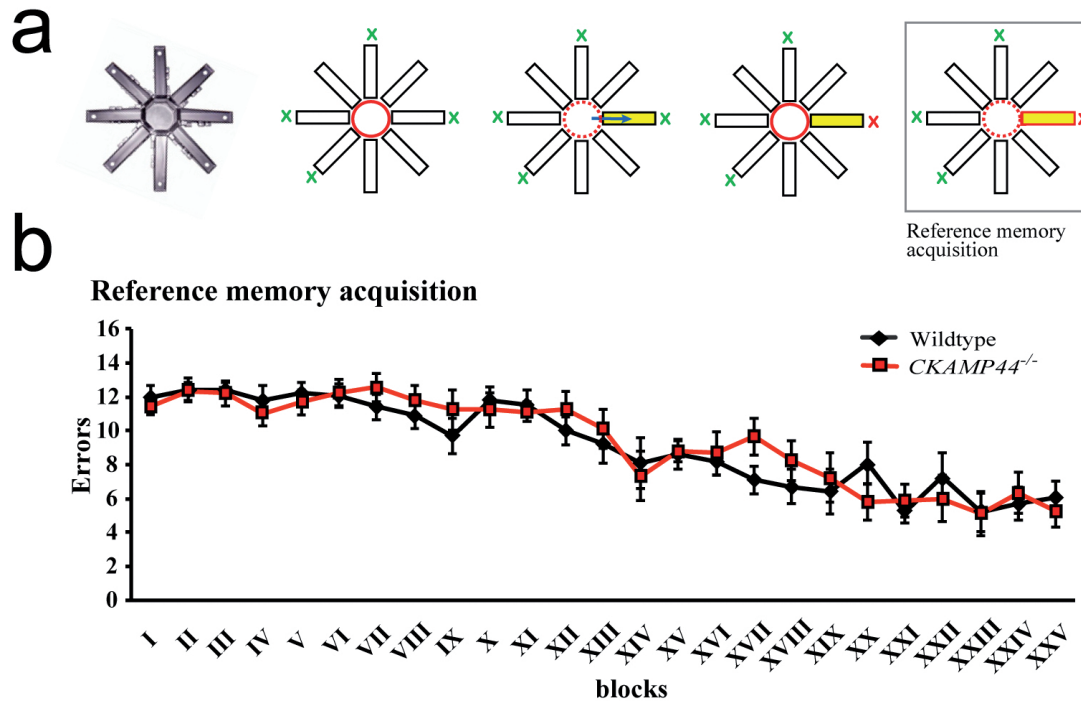 a
x x x x
x x x x
x x x x
x x x x
Reference memory
acquisition
b
Reference memory acquisition
Errors
16
14
12
10
8
6
4
2
0
Wildtype
CKAMP44-/-
I II III IV V VI VII VIII IX X XI XII XIII XIV XV XVI XVII XVIII XIX XX XXI XXII XXIII XXIV XXV
blocks